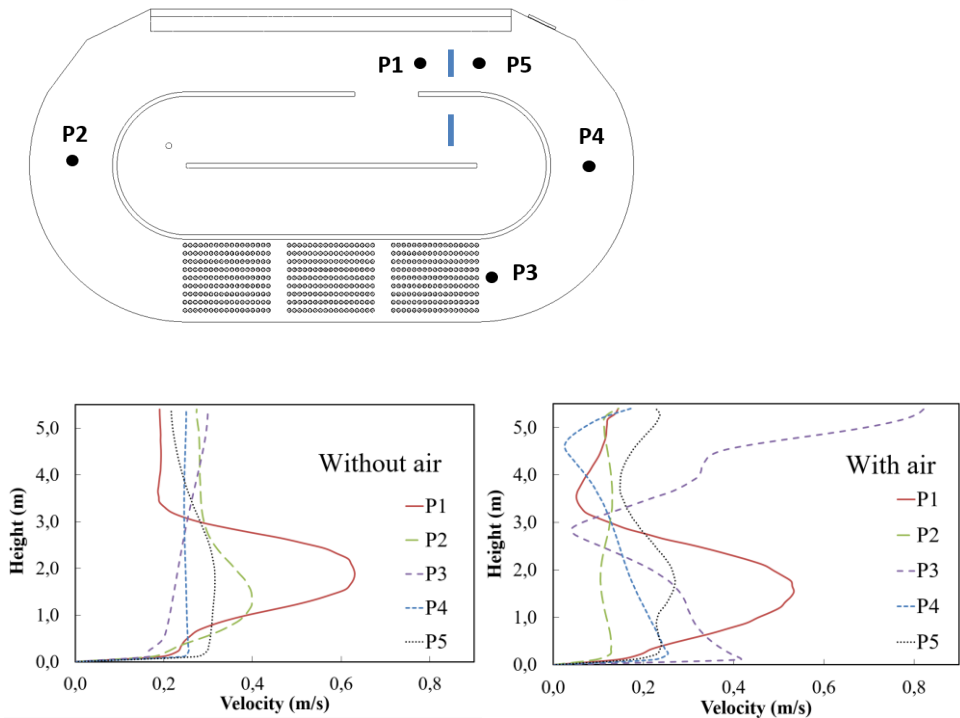 P1
P5
P2
P4
P3
5,0
4,0
3,0
2,0
1,0
0,0
Height (m)
Without air
P1
P2
P3
P4
P5
0,0
0,2
0,4
0,6
0,8
Velocity (m/s)
5,0
4,0
3,0
2,0
1,0
0,0
Height (m)
With air
P1
P2
P3
P4
P5
0,0
0,2
0,4
0,6
0,8
Velocity (m/s)